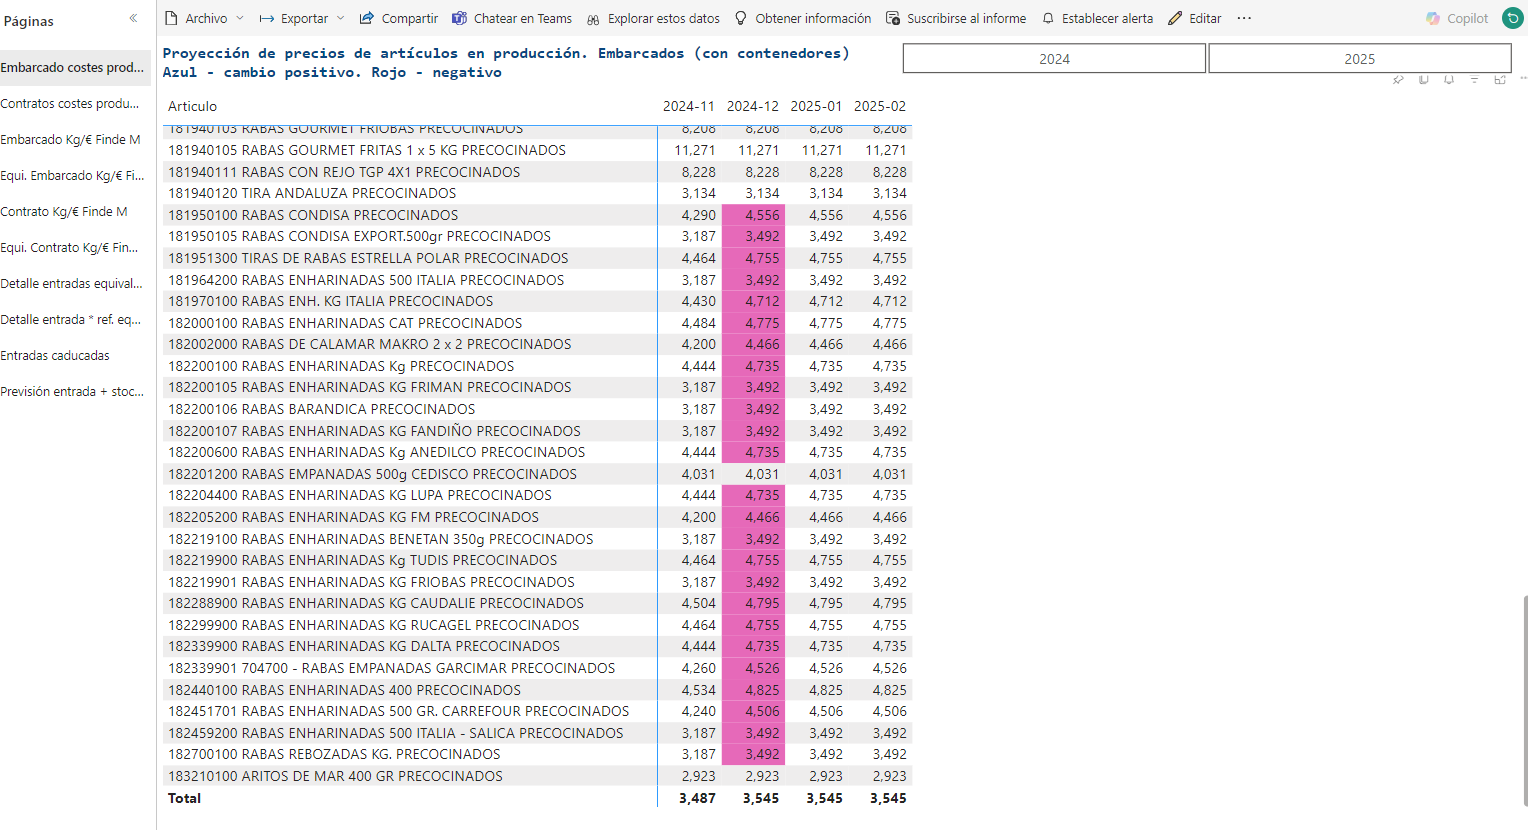 Páginas
Archivo
Exportar
Compartir
Chatear en Teams
Explorar estos datos
Obtener información
Suscribirse al informe
Establecer alerta
Editar
Copilot
Embarcado costes prod...
Contratos costes produ...
Embarcado Kg/€ Finde M
Equi. Embarcado Kg/€ Fi...
Contrato Kg/€ Finde M
Equi. Contrato Kg/€ Fin...
Detalle entradas equival...
Detalle entrada * ref. eq...
Entradas caducadas
Previsión entrada + stoc...
Proyección de precios de artículos en producción. Embarcados (con contenedores)
Azul - cambio positivo. Rojo - negativo
2024
2025
Articulo 2024-11 2024-12 2025-01 2025-02
181940103 RABAS GOURMET FRIOBAS PRECOCINADOS 8,208 8,208 8,208 8,208
181940105 RABAS GOURMET FRITAS 1 x 5 KG PRECOCINADOS 11,271 11,271 11,271 11,271
181940111 RABAS CON REJO TGP 4X1 PRECOCINADOS 8,228 8,228 8,228 8,228
181940120 TIRA ANDALUZA PRECOCINADOS 3,134 3,134 3,134 3,134
181950100 RABAS CONDISA PRECOCINADOS 4,290 4,556 4,556 4,556
181950105 RABAS CONDISA EXPORT.500gr PRECOCINADOS 3,187 3,492 3,492 3,492
181951300 TIRAS DE RABAS ESTRELLA POLAR PRECOCINADOS 4,464 4,755 4,755 4,755
181964200 RABAS ENHARINADAS 500 ITALIA PRECOCINADOS 3,187 3,492 3,492 3,492
181970100 RABAS ENH. KG ITALIA PRECOCINADOS 4,430 4,712 4,712 4,712
182000100 RABAS ENHARINADAS CAT PRECOCINADOS 4,484 4,775 4,775 4,775
182002000 RABAS DE CALAMAR MAKRO 2 x 2 PRECOCINADOS 4,200 4,466 4,466 4,466
182200100 RABAS ENHARINADAS Kg PRECOCINADOS 4,444 4,735 4,735 4,735
182200105 RABAS ENHARINADAS KG FRIMAN PRECOCINADOS 3,187 3,492 3,492 3,492
182200106 RABAS BARANDICA PRECOCINADOS 3,187 3,492 3,492 3,492
182200107 RABAS ENHARINADAS KG FANDIÑO PRECOCINADOS 3,187 3,492 3,492 3,492
182200600 RABAS ENHARINADAS Kg ANEDILCO PRECOCINADOS 4,444 4,735 4,735 4,735
182201200 RABAS EMPANADAS 500g CEDISCO PRECOCINADOS 4,031 4,031 4,031 4,031
182204400 RABAS ENHARINADAS KG LUPA PRECOCINADOS 4,444 4,735 4,735 4,735
182205200 RABAS ENHARINADAS KG FM PRECOCINADOS 4,200 4,466 4,466 4,466
182219100 RABAS ENHARINADAS BENETAN 350g PRECOCINADOS 3,187 3,492 3,492 3,492
182219900 RABAS ENHARINADAS Kg TUDIS PRECOCINADOS 4,464 4,755 4,755 4,755
182219901 RABAS ENHARINADAS KG FRIOBAS PRECOCINADOS 3,187 3,492 3,492 3,492
182288900 RABAS ENHARINADAS KG CAUDALIE PRECOCINADOS 4,504 4,795 4,795 4,795
182299900 RABAS ENHARINADAS KG RUCAGEL PRECOCINADOS 4,464 4,755 4,755 4,755
182339900 RABAS ENHARINADAS KG DALTA PRECOCINADOS 4,444 4,735 4,735 4,735
182339901 704700 - RABAS EMPANADAS GARCIMAR PRECOCINADOS 4,260 4,526 4,526 4,526
182440100 RABAS ENHARINADAS 400 PRECOCINADOS 4,534 4,825 4,825 4,825
182451701 RABAS ENHARINADAS 500 GR. CARREFOUR PRECOCINADOS 4,240 4,506 4,506 4,506
182459200 RABAS ENHARINADAS 500 ITALIA - SALICA PRECOCINADOS 3,187 3,492 3,492 3,492
182700100 RABAS REBOZADAS KG. PRECOCINADOS 3,187 3,492 3,492 3,492
183210100 ARITOS DE MAR 400 GR PRECOCINADOS 2,923 2,923 2,923 2,923
Total 3,487 3,545 3,545 3,545